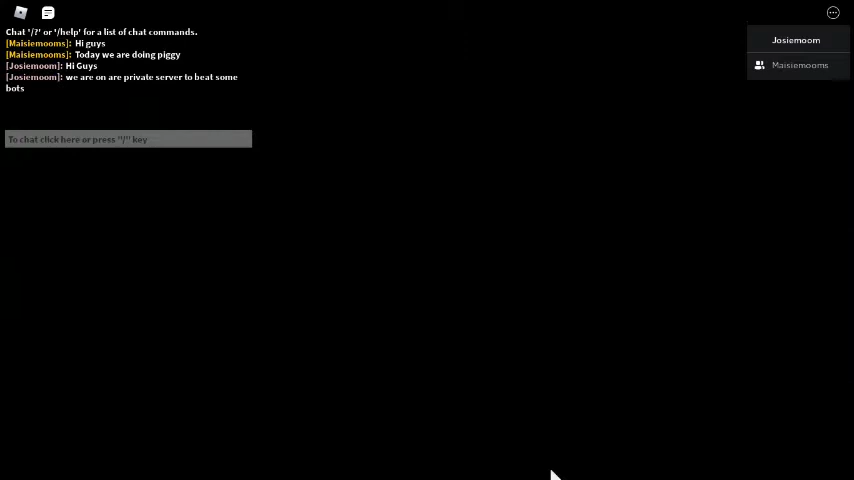 Chat '/?' or '/help' for a list of chat commands.
[Maisiemooms]: Hi guys
[Maisiemooms]: Today we are doing piggy
[Josiemoom]: Hi Guys
[Josiemoom]: we are on are private server to beat some
bots
To chat click here or press "/" key
Josiemoom
Maisiemooms